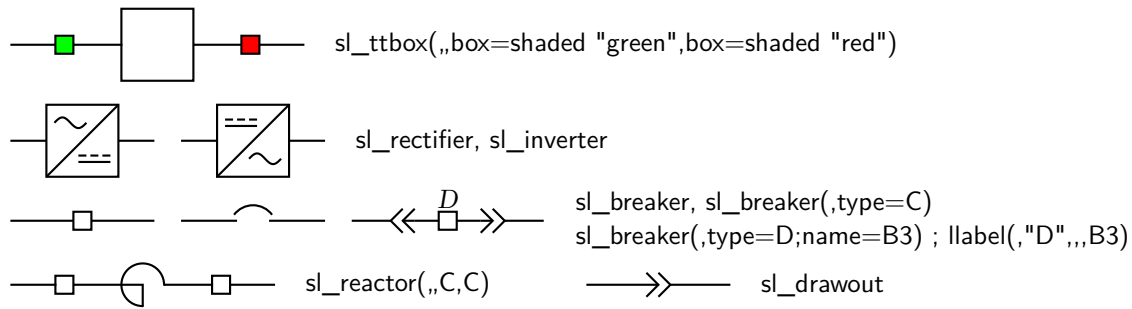 sl_ttbox(,,box=shaded "green",box=shaded "red")
sl_rectifier, sl_inverter
D
sl_breaker, sl_breaker(,type=C)
sl_breaker(,type=D;name=B3) ; llabel(,"D",,,B3)
sl_reactor(,,C,C)
sl_drawout